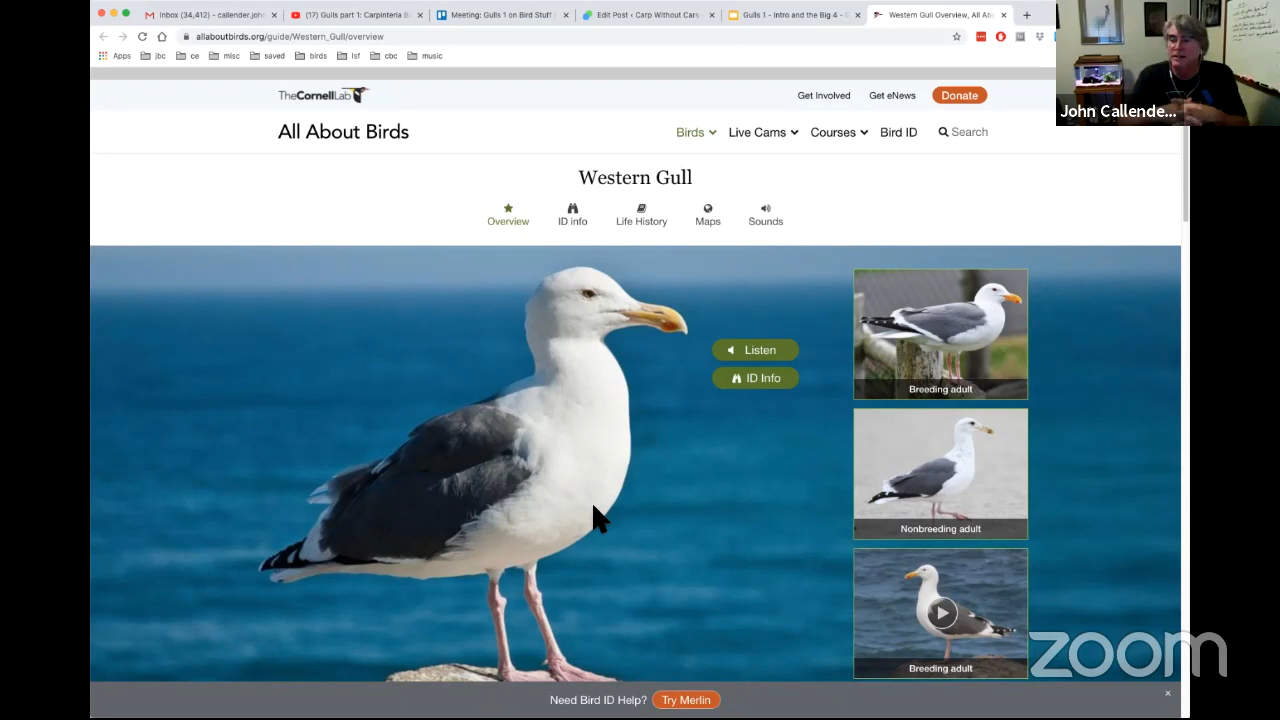 Inbox (34,412) - callender.john
(17) Gulls part 1: Carpinteria B
Meeting: Gulls 1 on Bird Stuff
Edit Post ‹ Carp Without Cars
Gulls 1 - Intro and the Big 4 -
Western Gull Overview, All Abo
allaboutbirds.org/guide/Western_Gull/overview
Apps jbc ce misc saved birds lsf cbc music
John Callende...
TheCornellLab
Get Involved Get eNews Donate
All About Birds
Birds Live Cams Courses Bird ID Search
Western Gull
Overview ID info Life History Maps Sounds
Listen
ID Info
Breeding adult
Nonbreeding adult
Breeding adult
zoom
Need Bird ID Help? Try Merlin